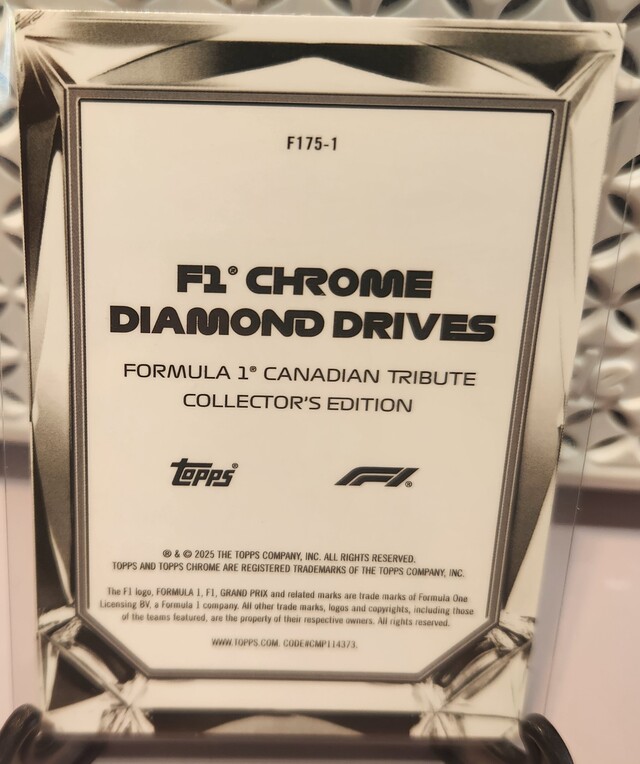 F175-1
F1® CHROME
DIAMOND DRIVES
FORMULA 1® CANADIAN TRIBUTE
COLLECTOR'S EDITION
topps® F1®
® & © 2025 THE TOPPS COMPANY, INC. ALL RIGHTS RESERVED.
TOPPS AND TOPPS CHROME ARE REGISTERED TRADEMARKS OF THE TOPPS COMPANY, INC.
The F1 logo, FORMULA 1, F1, GRAND PRIX and related marks are trade marks of Formula One
Licensing BV, a Formula 1 company. All other trade marks, logos and copyrights, including those
of the teams featured, are the property of their respective owners. All rights reserved.
WWW.TOPPS.COM. CODE#CMP114373.